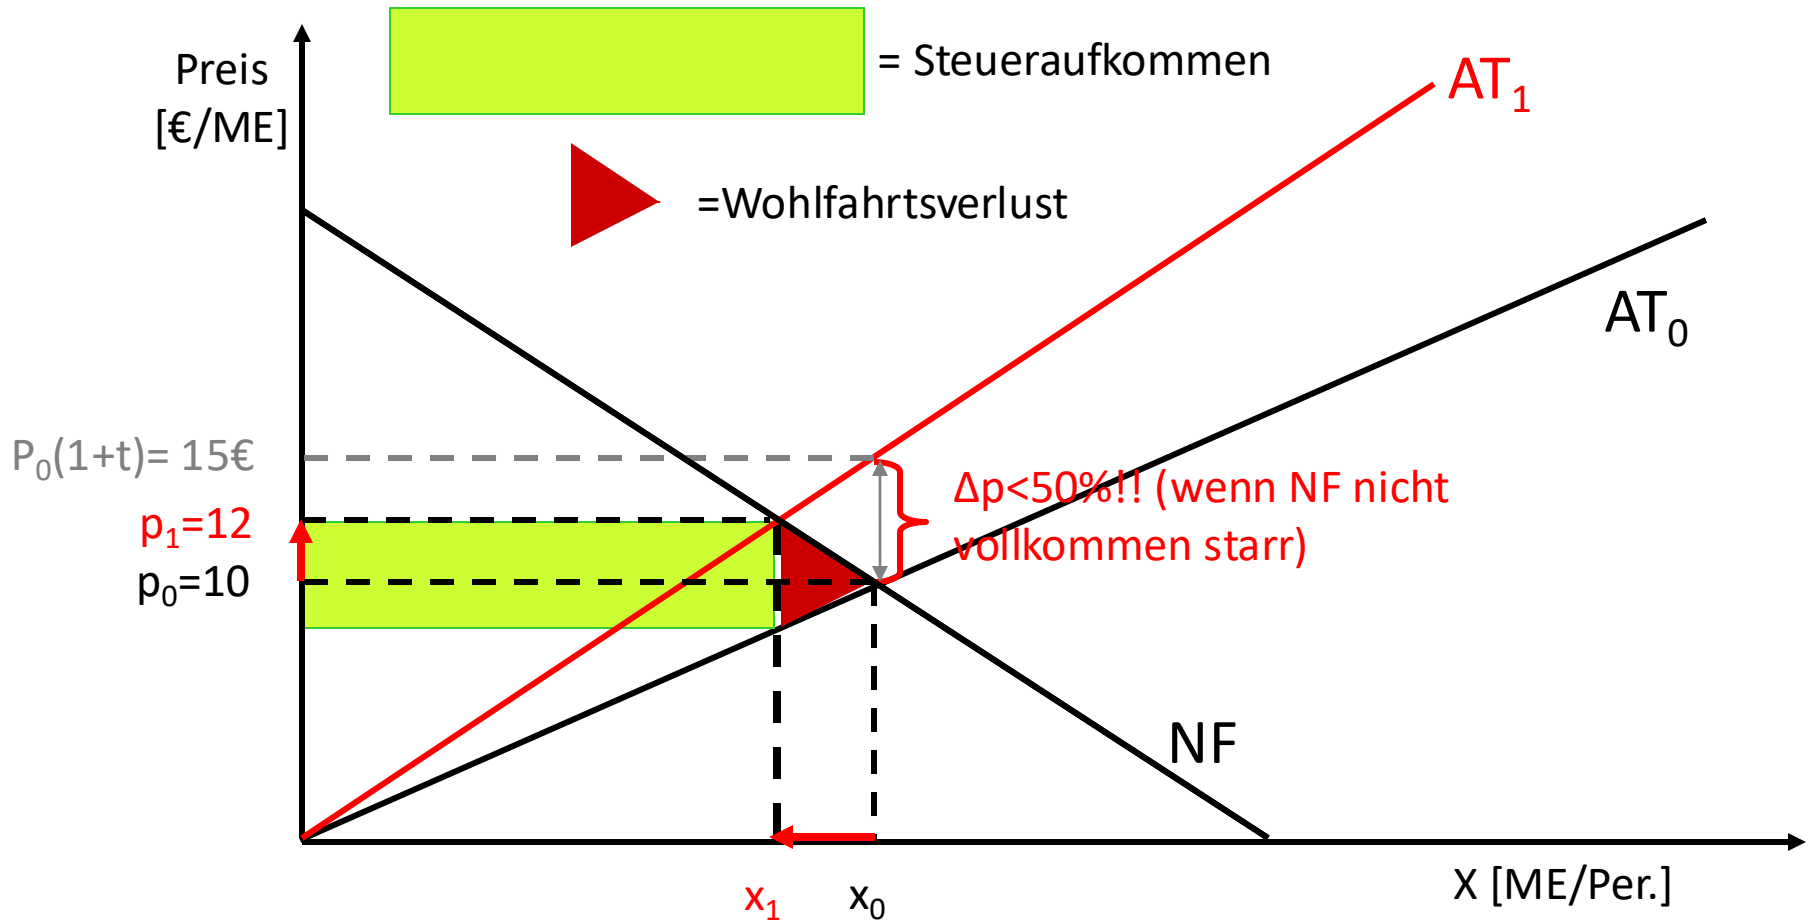 Preis
[€/ME]
= Steueraufkommen
=Wohlfahrtsverlust
AT₁
AT₀
P₀(1+t)= 15€
Δp<50%!! (wenn NF nicht
vollkommen starr)
p₁=12
p₀=10
NF
x₁
x₀
X [ME/Per.]